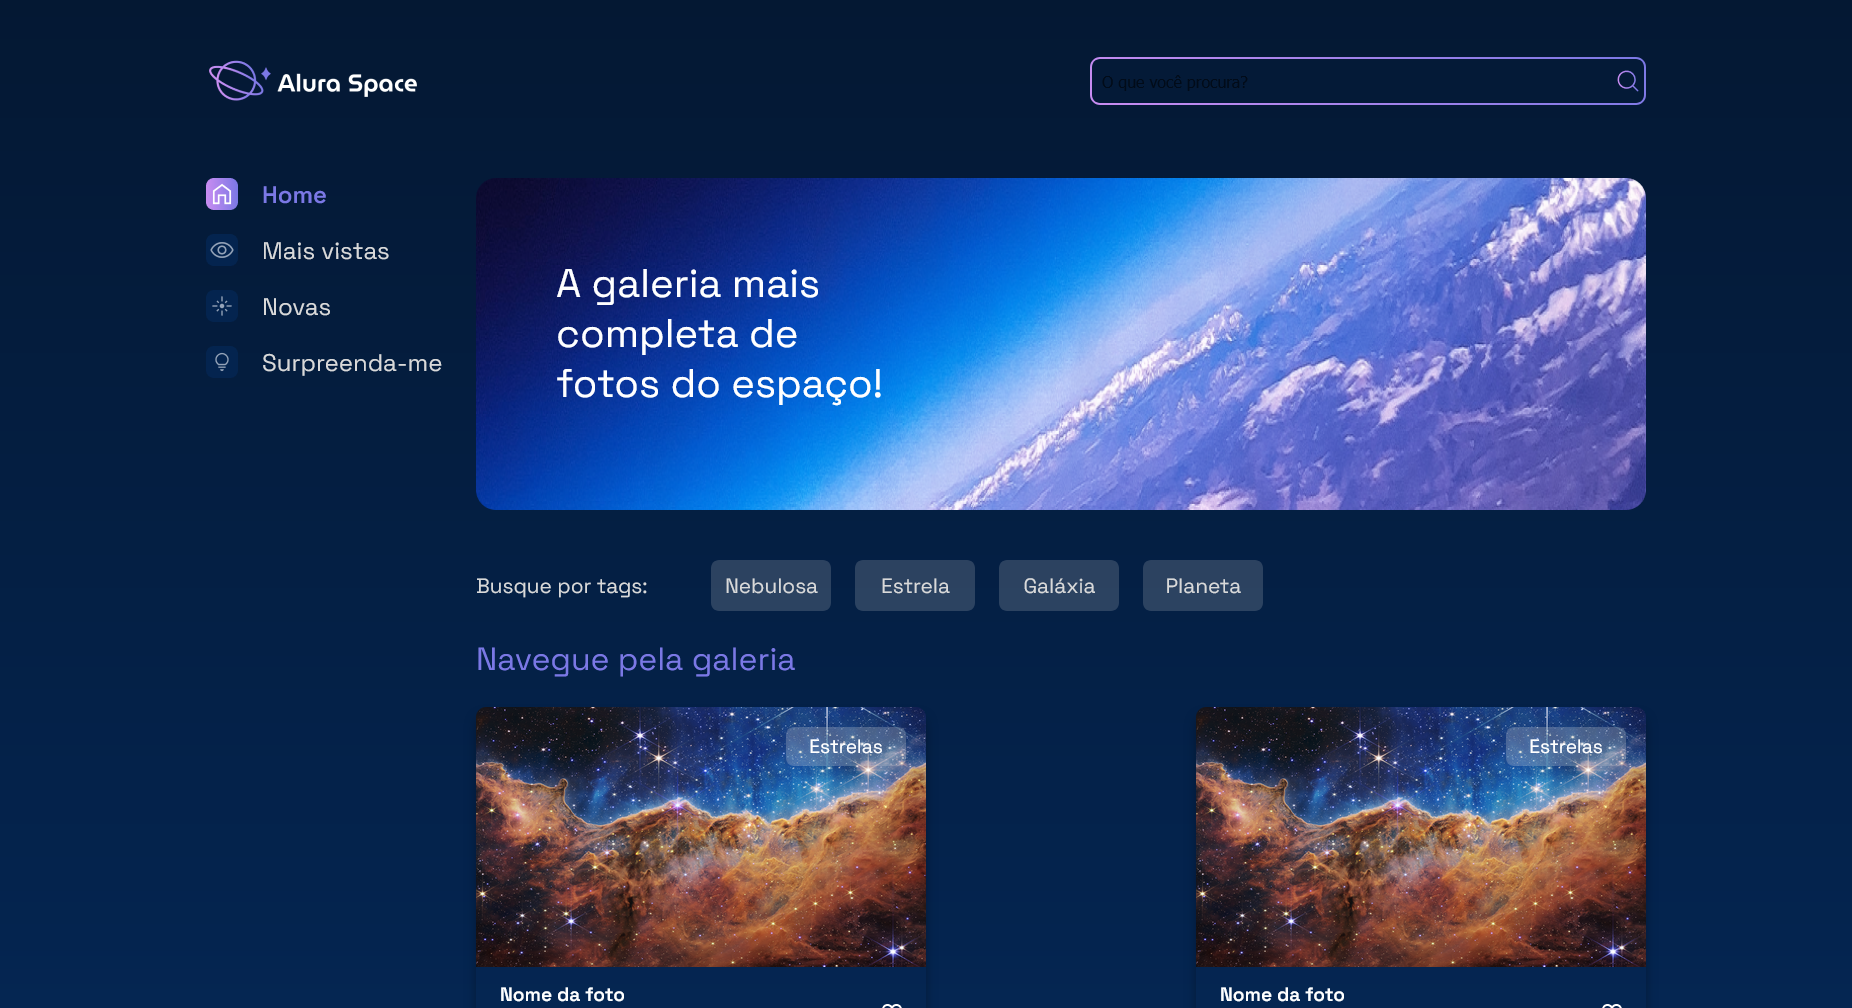 Alura Space
O que você procura?
Home
Mais vistas
Novas
Surpreenda-me
A galeria mais
completa de
fotos do espaço!
Busque por tags:
Nebulosa
Estrela
Galáxia
Planeta
Navegue pela galeria
Estrelas
Estrelas
Nome da foto
Nome da foto